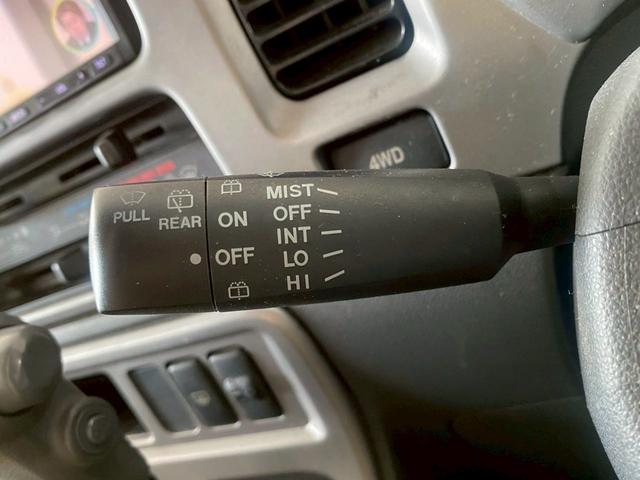 4WD
PULL
REAR
ON
OFF
MIST
OFF
INT
LO
HI